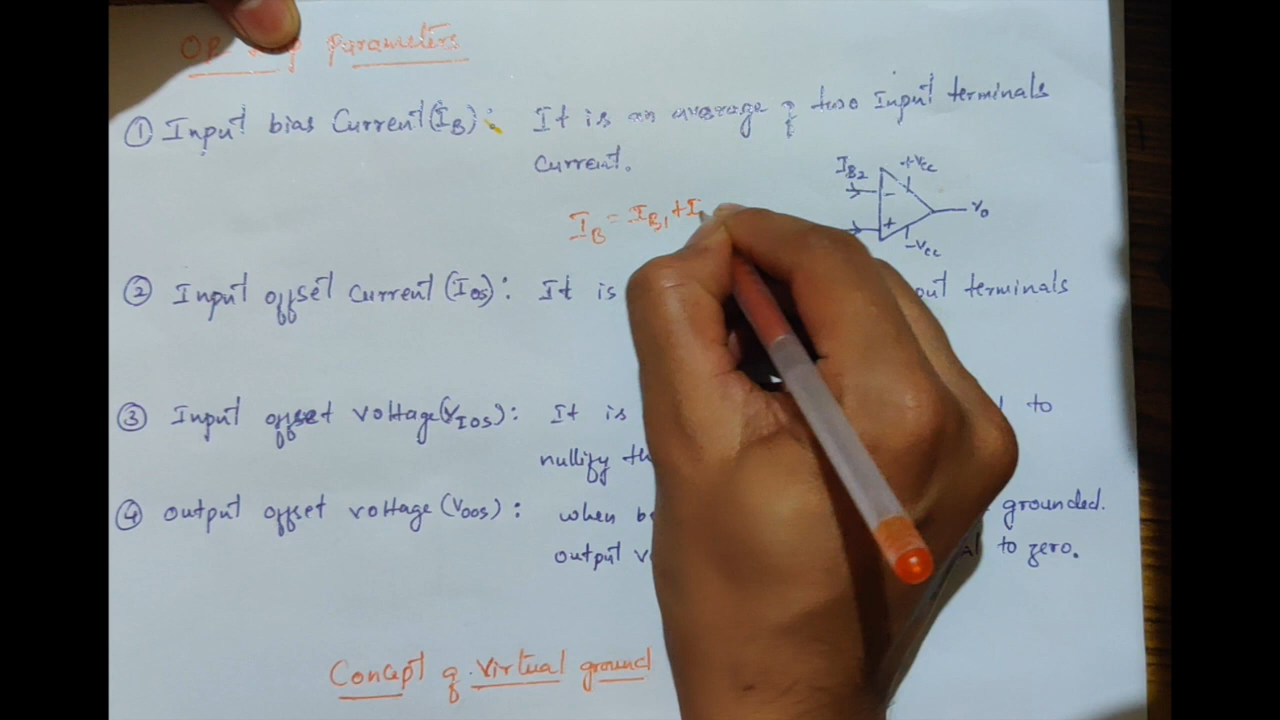 OP parameters
① Input bias Current (IB) : It is an average of two Input terminals
Current.
IB2
+Vcc
-
+
Vo
-Vcc
IB = IB1 + I
② Input offset Current (Ios) : It is terminals
③ Input offset voltage (VIOS) : It is to
nullify
④ output offset voltage (VOOS) : when grounded.
output to zero.
Concept of virtual ground